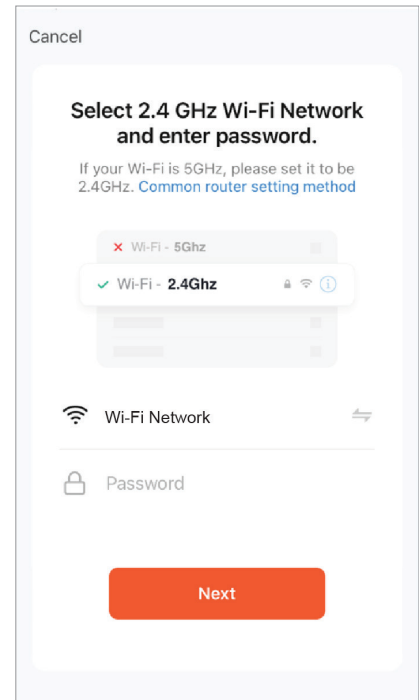 Cancel
Select 2.4 GHz Wi-Fi Network
and enter password.
If your Wi-Fi is 5GHz, please set it to be
2.4GHz. Common router setting method
Wi-Fi - 5Ghz
Wi-Fi - 2.4Ghz
Wi-Fi Network
Password
Next